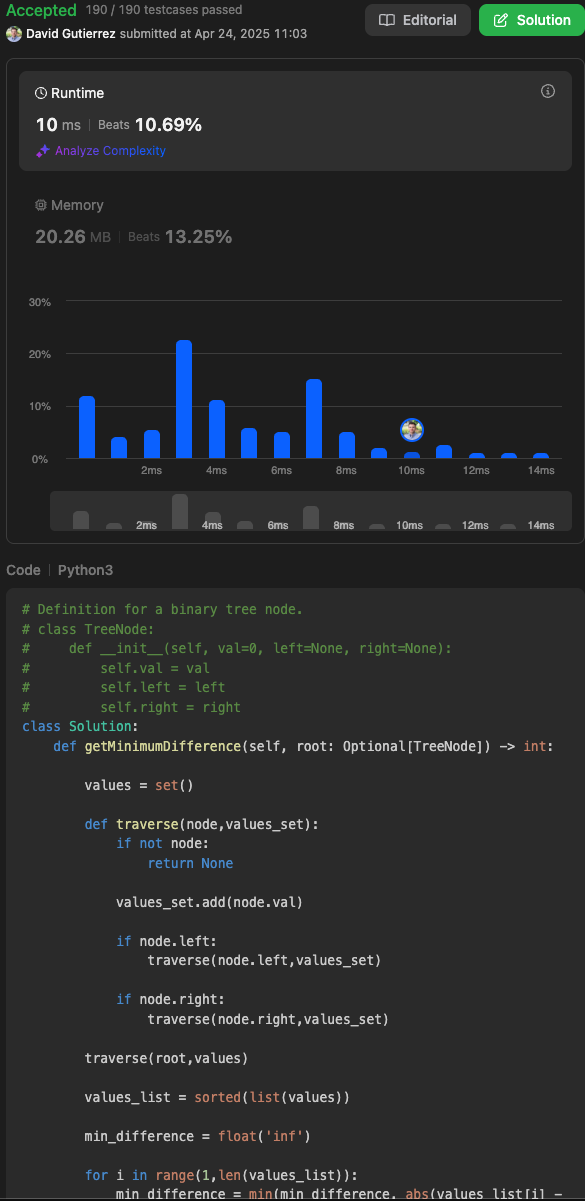 Accepted 190 / 190 testcases passed
Editorial
Solution
David Gutierrez submitted at Apr 24, 2025 11:03
Runtime
10 ms | Beats 10.69%
Analyze Complexity
Memory
20.26 MB | Beats 13.25%
30%
20%
10%
0%
2ms 4ms 6ms 8ms 10ms 12ms 14ms
2ms 4ms 6ms 8ms 10ms 12ms 14ms
Code | Python3
# Definition for a binary tree node.
# class TreeNode:
#     def __init__(self, val=0, left=None, right=None):
#         self.val = val
#         self.left = left
#         self.right = right
class Solution:
    def getMinimumDifference(self, root: Optional[TreeNode]) -> int:
        values = set()
        def traverse(node,values_set):
            if not node:
                return None
            values_set.add(node.val)
            if node.left:
                traverse(node.left,values_set)
            if node.right:
                traverse(node.right,values_set)
        traverse(root,values)
        values_list = sorted(list(values))
        min_difference = float('inf')
        for i in range(1,len(values_list)):
            min_difference = min(min_difference, abs(values_list[i] -